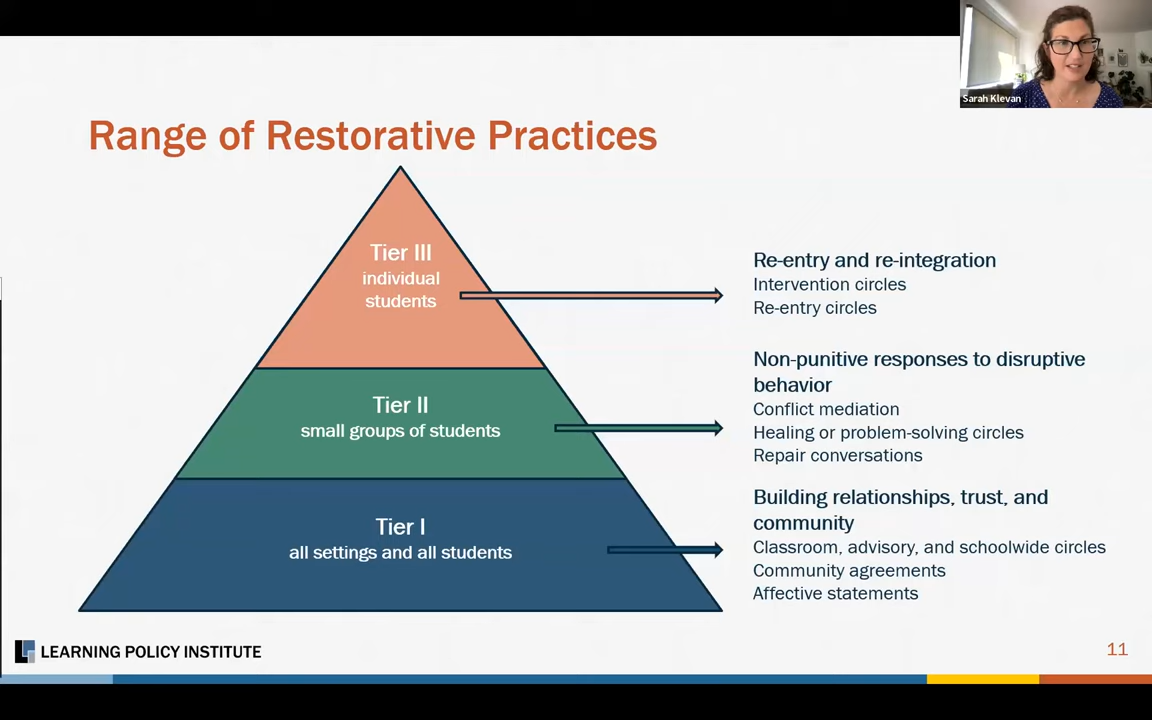 Sarah Klevan
Range of Restorative Practices
Tier III
individual
students
Re-entry and re-integration
Intervention circles
Re-entry circles
Tier II
small groups of students
Non-punitive responses to disruptive
behavior
Conflict mediation
Healing or problem-solving circles
Repair conversations
Tier I
all settings and all students
Building relationships, trust, and
community
Classroom, advisory, and schoolwide circles
Community agreements
Affective statements
LEARNING POLICY INSTITUTE
11